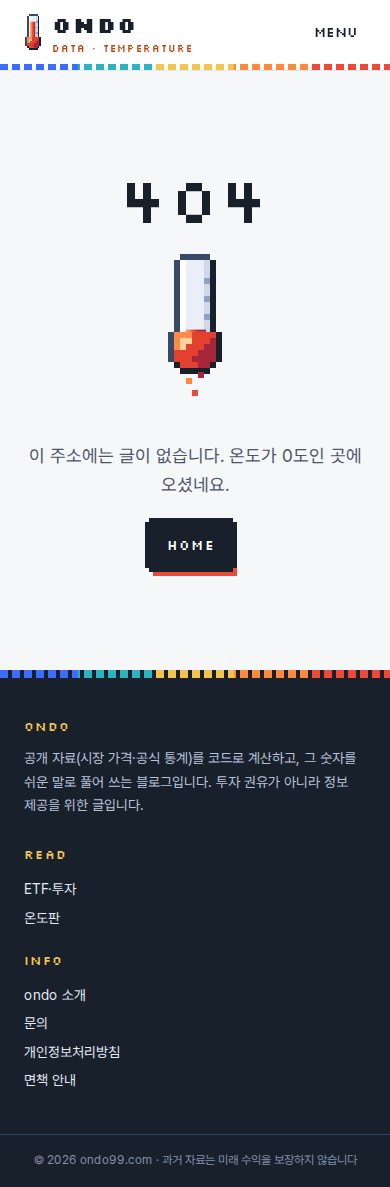 ONDO
DATA · TEMPERATURE
MENU
404
이 주소에는 글이 없습니다. 온도가 0도인 곳에
오셨네요.
HOME
ONDO
공개 자료(시장 가격·공식 통계)를 코드로 계산하고, 그 숫자를
쉬운 말로 풀어 쓰는 블로그입니다. 투자 권유가 아니라 정보
제공을 위한 글입니다.
READ
ETF·투자
온도판
INFO
ondo 소개
문의
개인정보처리방침
면책 안내
© 2026 ondo99.com · 과거 자료는 미래 수익을 보장하지 않습니다